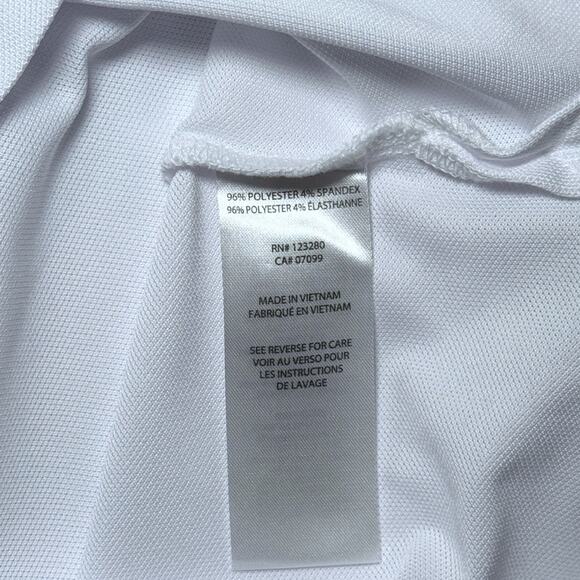 96% POLYESTER 4% SPANDEX
96% POLYESTER 4% ÉLASTHANNE
RN# 123280
CA# 07099
MADE IN VIETNAM
FABRIQUÉ EN VIETNAM
SEE REVERSE FOR CARE
VOIR AU VERSO POUR
LES INSTRUCTIONS
DE LAVAGE